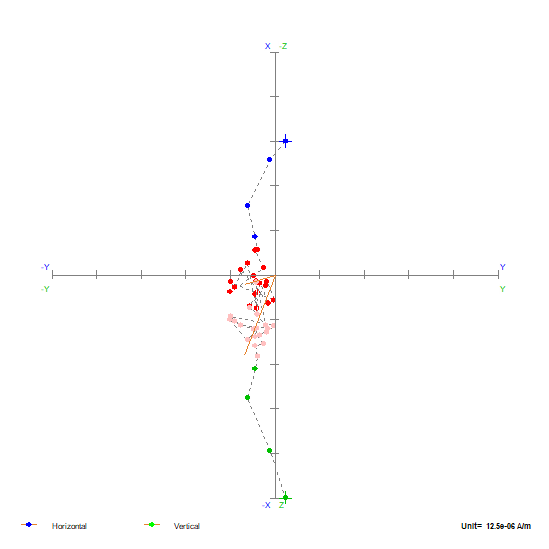 X -Z
-Y Y
-Y Y
-X Z
Horizontal Vertical Unit= 12.5e-06 A/m